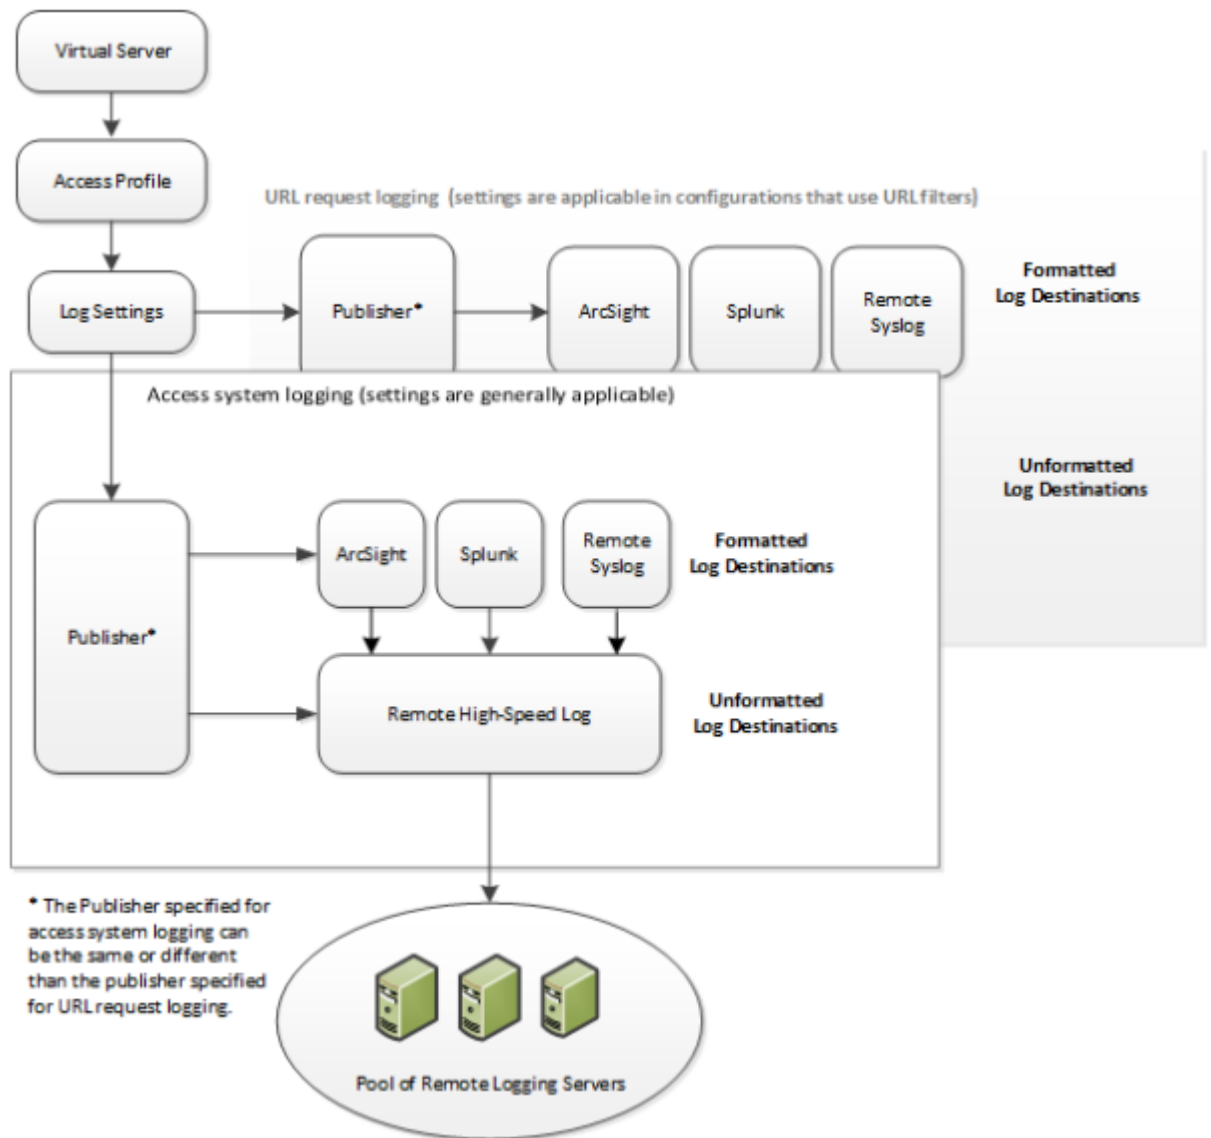 Virtual Server
Access Profile
URL request logging (settings are applicable in configurations that use URL filters)
Log Settings
Publisher*
ArcSight
Splunk
Remote
Syslog
Formatted
Log Destinations
Access system logging (settings are generally applicable)
Unformatted
Log Destinations
Publisher*
ArcSight
Splunk
Remote
Syslog
Formatted
Log Destinations
Remote High-Speed Log
Unformatted
Log Destinations
* The Publisher specified for
access system logging can
be the same or different
than the publisher specified
for URL request logging.
Pool of Remote Logging Servers